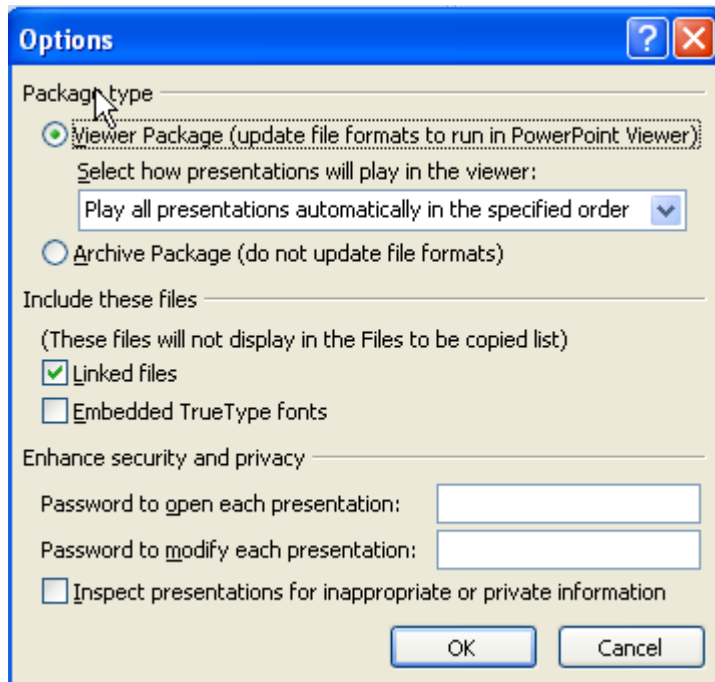 Options
Package type
Viewer Package (update file formats to run in PowerPoint Viewer)
Select how presentations will play in the viewer:
Play all presentations automatically in the specified order
Archive Package (do not update file formats)
Include these files
(These files will not display in the Files to be copied list)
Linked files
Embedded TrueType fonts
Enhance security and privacy
Password to open each presentation:
Password to modify each presentation:
Inspect presentations for inappropriate or private information
OK Cancel